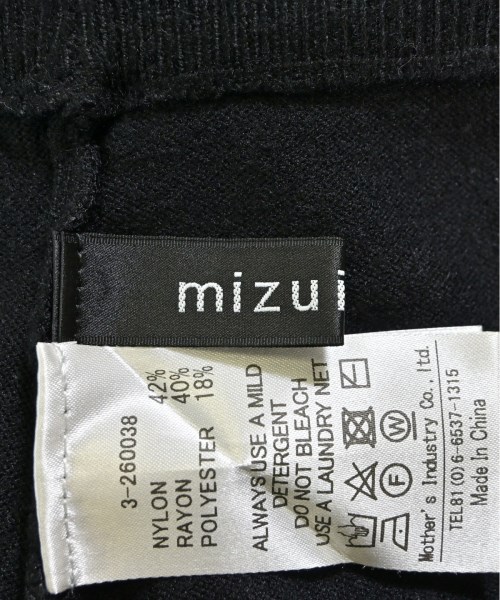 mizu i
3-260038
NYLON 42%
RAYON 40%
POLYESTER 18%
ALWAYS USE A MILD
DETERGENT
DO NOT BLEACH
USE A LAUNDRY NET
F
W
Mother's Industry Co., ltd.
TEL81(0)6-6537-1315
Made in China